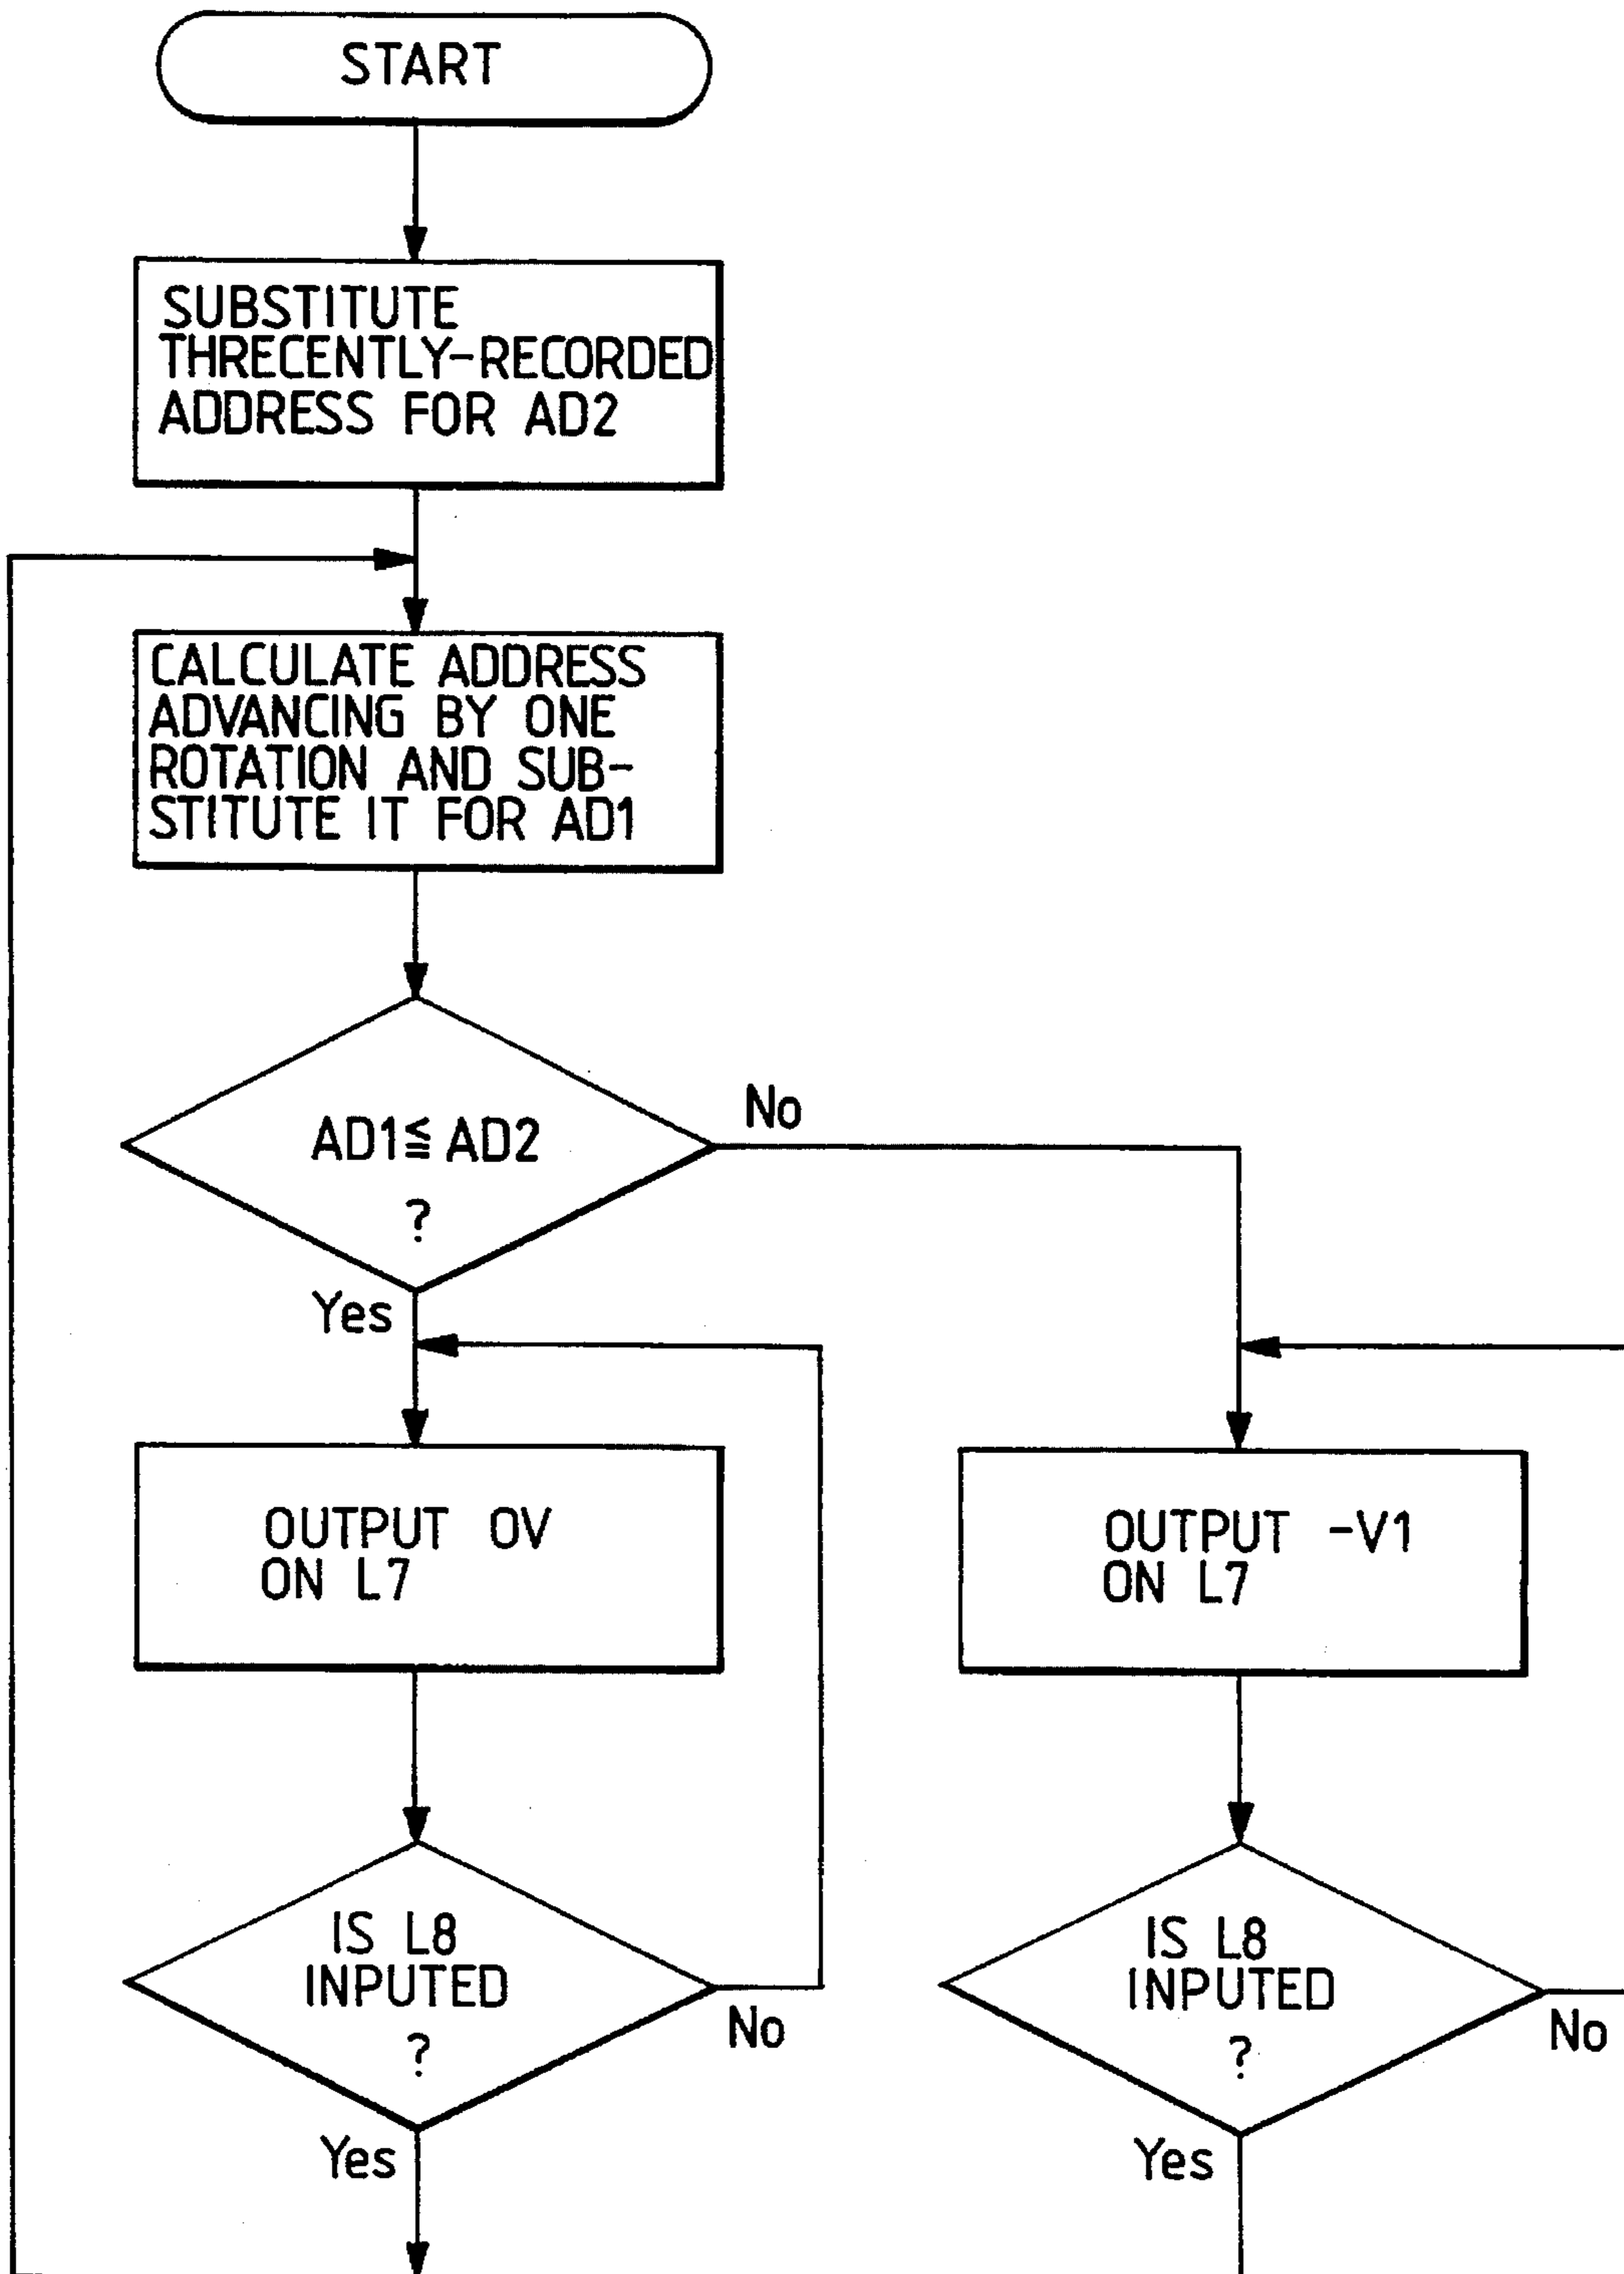 START
SUBSTITUTE
THRECENTLY-RECORDED
ADDRESS FOR AD2
CALCULATE ADDRESS
ADVANCING BY ONE
ROTATION AND SUB-
STITUTE IT FOR AD1
AD1≦AD2
?
No
Yes
OUTPUT 0V
ON L7
OUTPUT -V1
ON L7
IS L8
INPUTED
?
No
Yes
IS L8
INPUTED
?
No
Yes